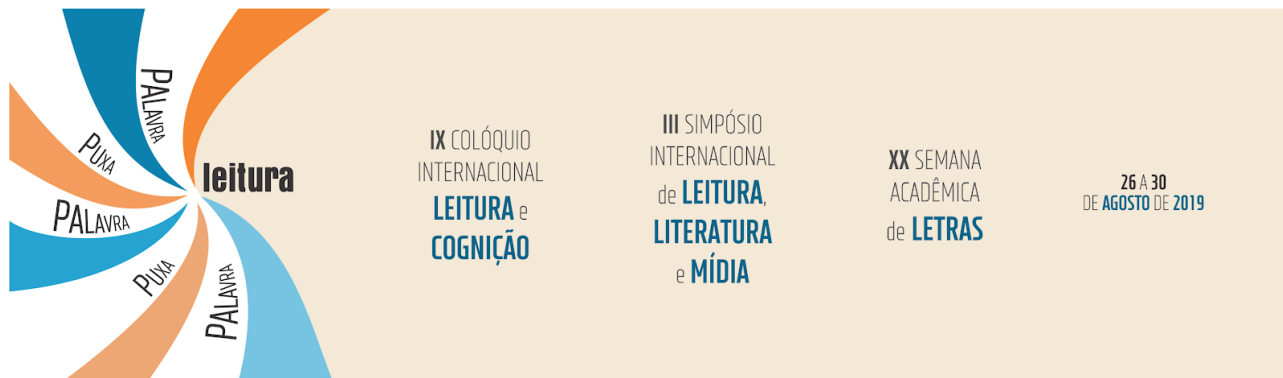 PALAVRA
PUXA
PALAVRA
PUXA
PALAVRA
leitura
IX COLÓQUIO
INTERNACIONAL
LEITURA e
COGNIÇÃO
III SIMPÓSIO
INTERNACIONAL
de LEITURA,
LITERATURA
e MÍDIA
XX SEMANA
ACADÊMICA
de LETRAS
26 A 30
DE AGOSTO DE 2019